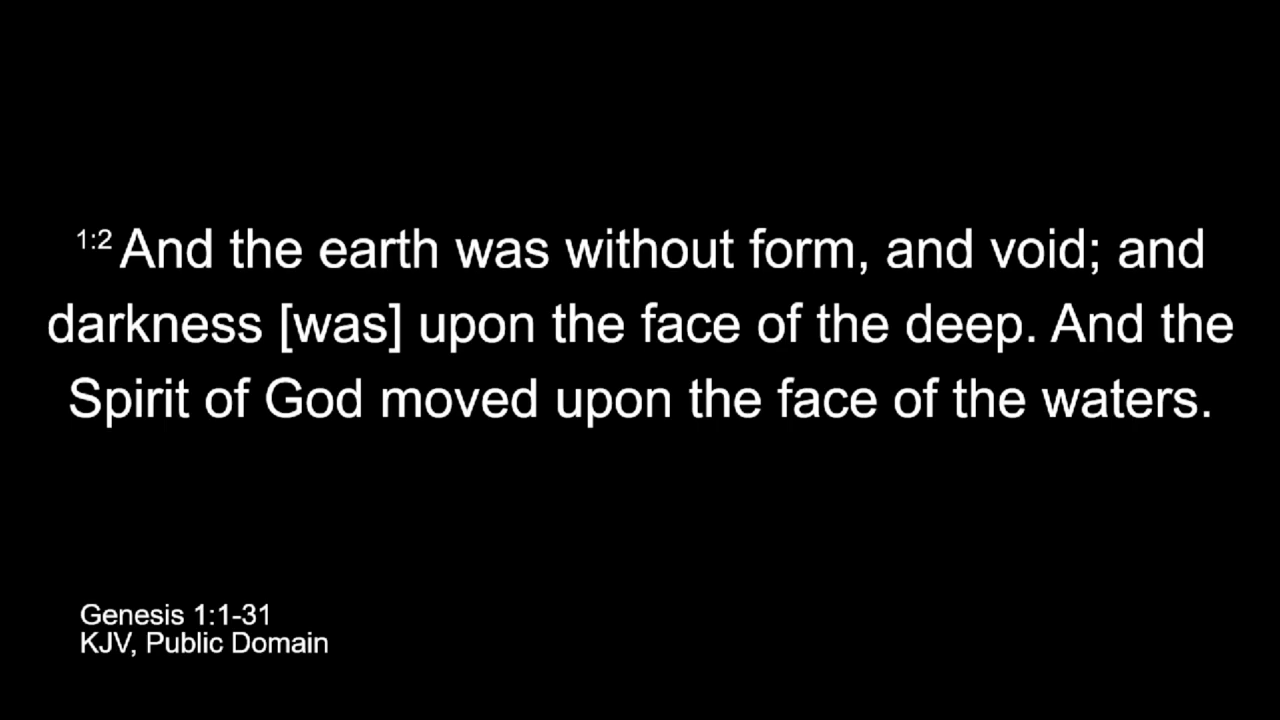 1:2 And the earth was without form, and void; and
darkness [was] upon the face of the deep. And the
Spirit of God moved upon the face of the waters.
Genesis 1:1-31
KJV, Public Domain